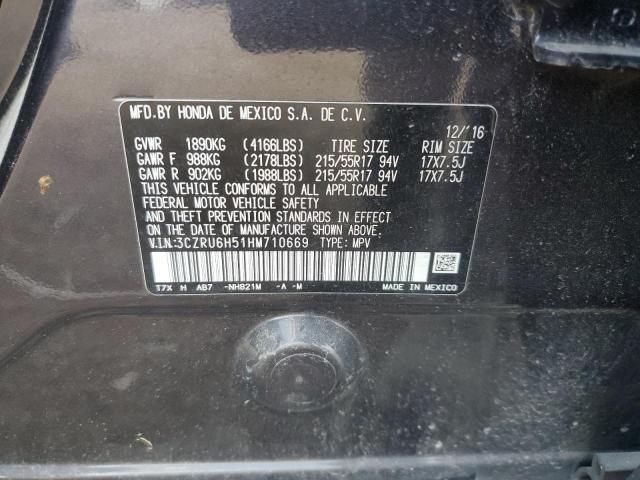 MFD.BY HONDA DE MEXICO S.A. DE C.V.
12/'16
GVWR 1890KG (4166LBS) TIRE SIZE RIM SIZE
GAWR F 988KG (2178LBS) 215/55R17 94V 17X7.5J
GAWR R 902KG (1988LBS) 215/55R17 94V 17X7.5J
THIS VEHICLE CONFORMS TO ALL APPLICABLE
FEDERAL MOTOR VEHICLE SAFETY
AND THEFT PREVENTION STANDARDS IN EFFECT
ON THE DATE OF MANUFACTURE SHOWN ABOVE.
V.I.N:3CZRU6H51HM710669 TYPE: MPV
T7X H AB7 -NH821M -A -M MADE IN MEXICO